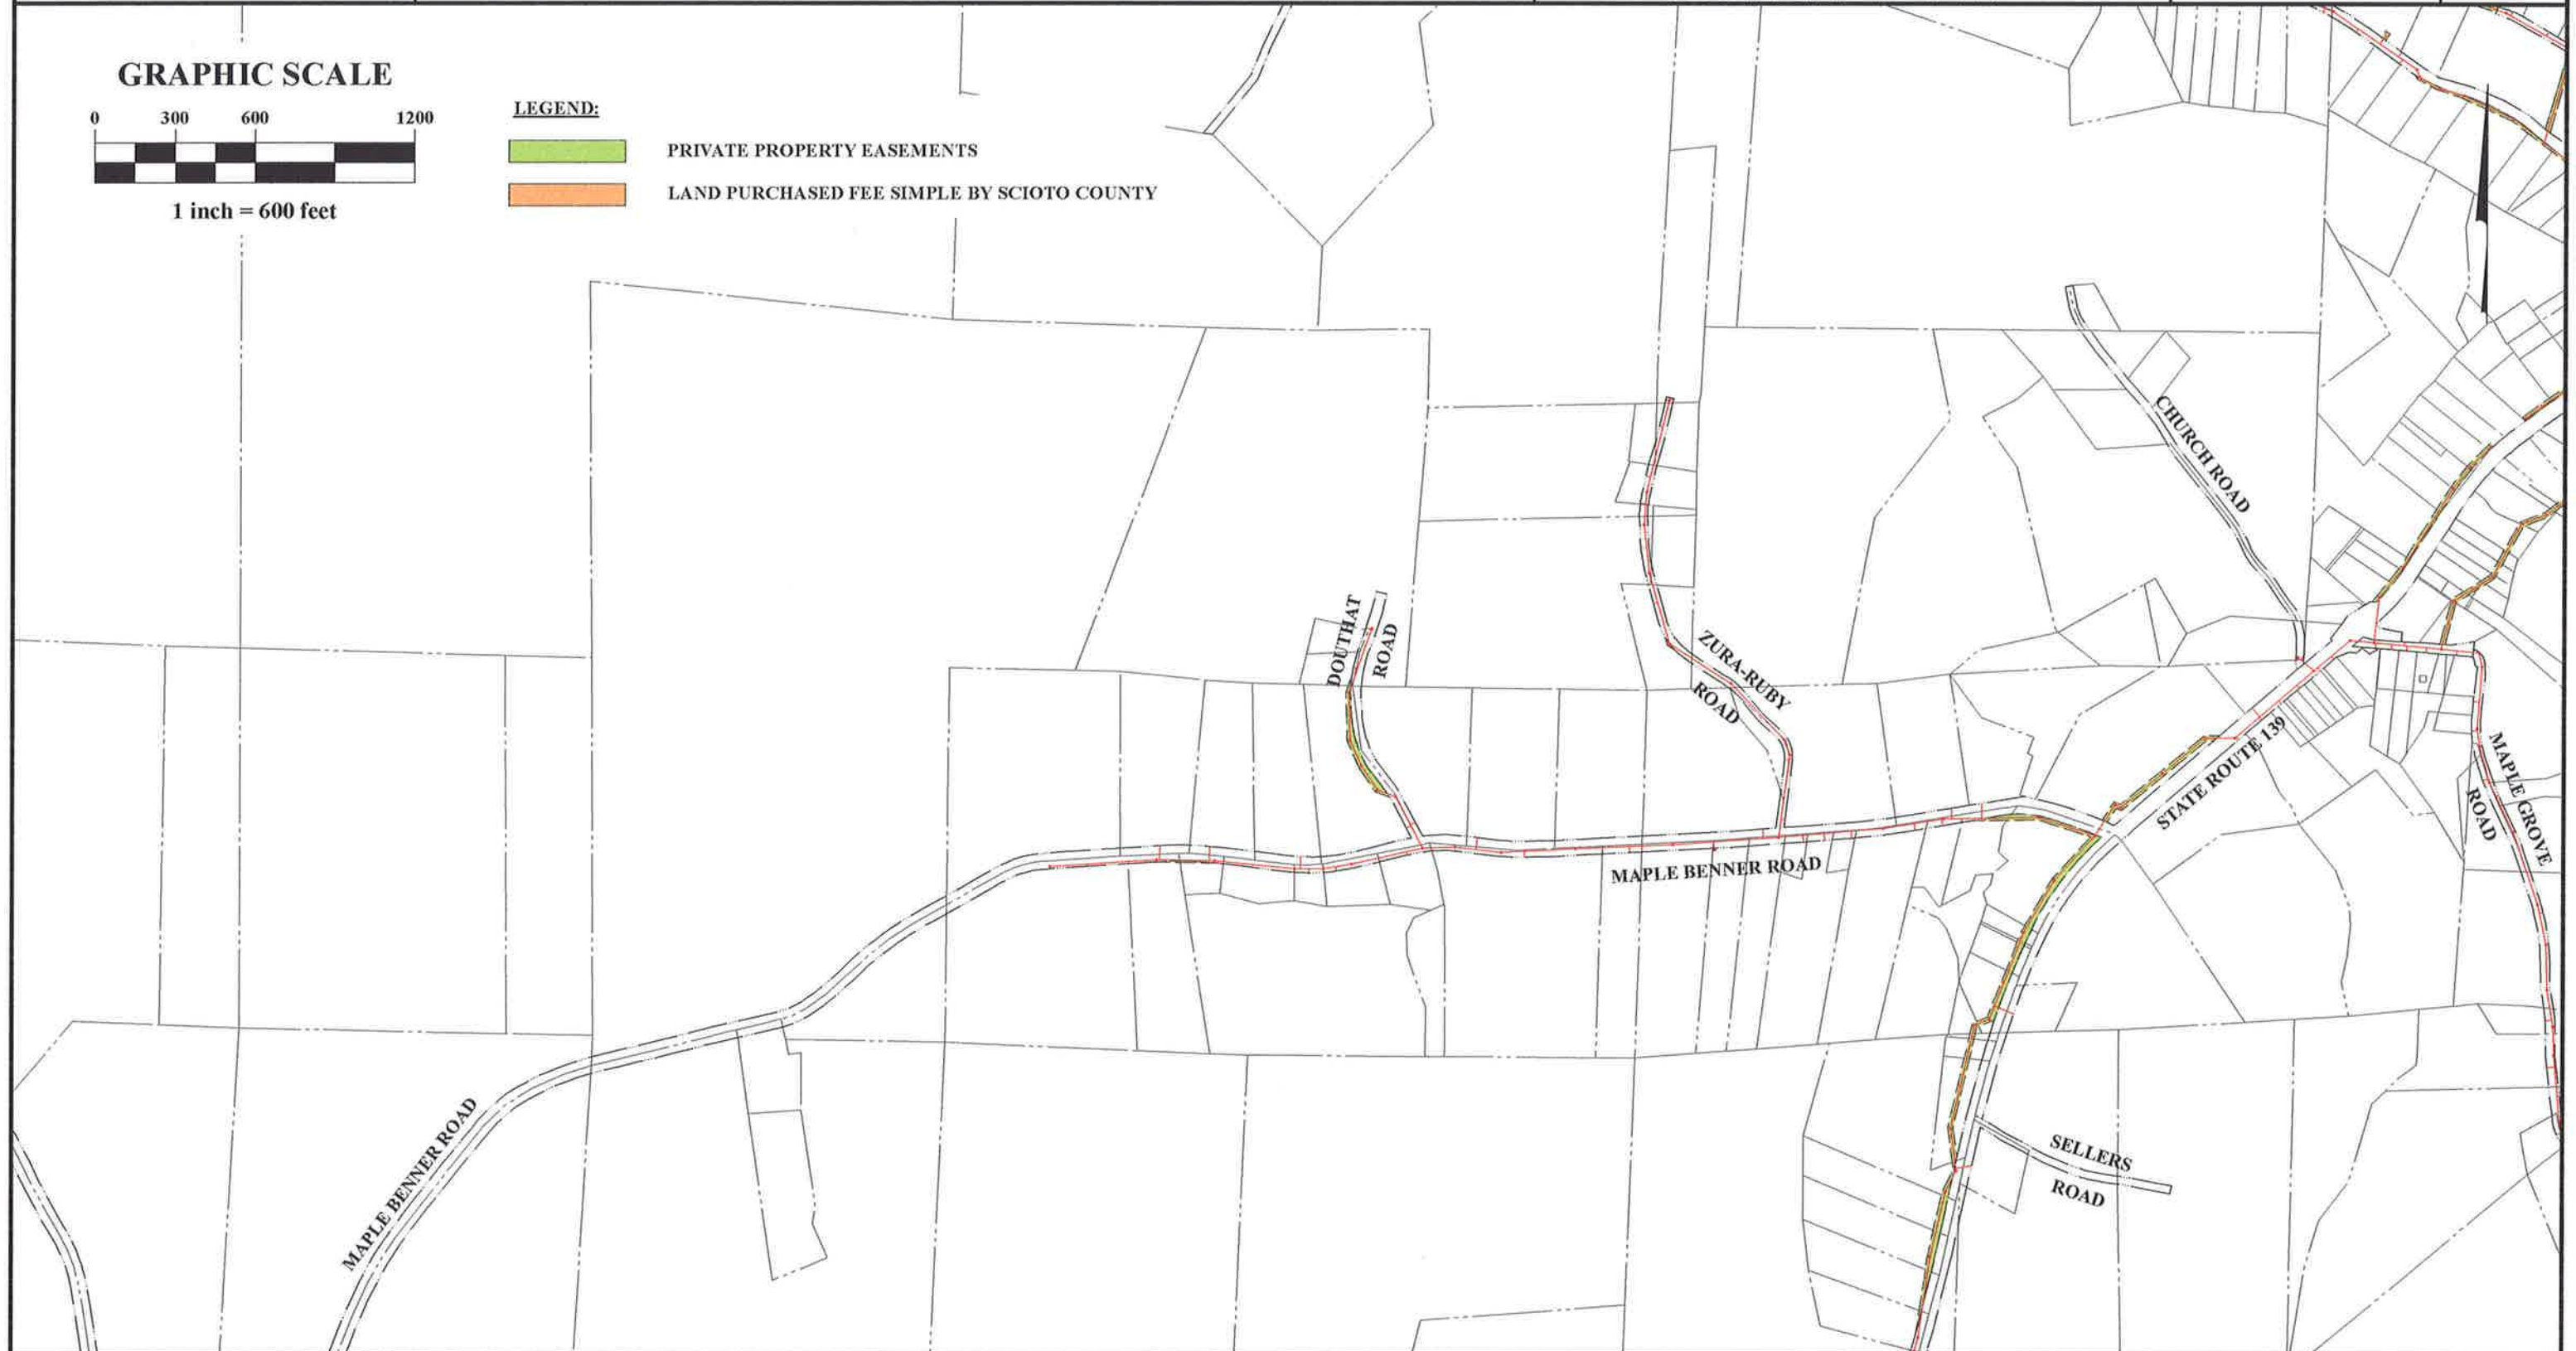 GRAPHIC SCALE
0 300 600 1200
1 inch = 600 feet
LEGEND:
PRIVATE PROPERTY EASEMENTS
LAND PURCHASED FEE SIMPLE BY SCIOTO COUNTY
CHURCH ROAD
DOUTHAT
ROAD
ZURA-RUBY
ROAD
STATE ROUTE 139
MAPLE GROVE
ROAD
MAPLE BENNER ROAD
MAPLE BENNER ROAD
SELLERS
ROAD